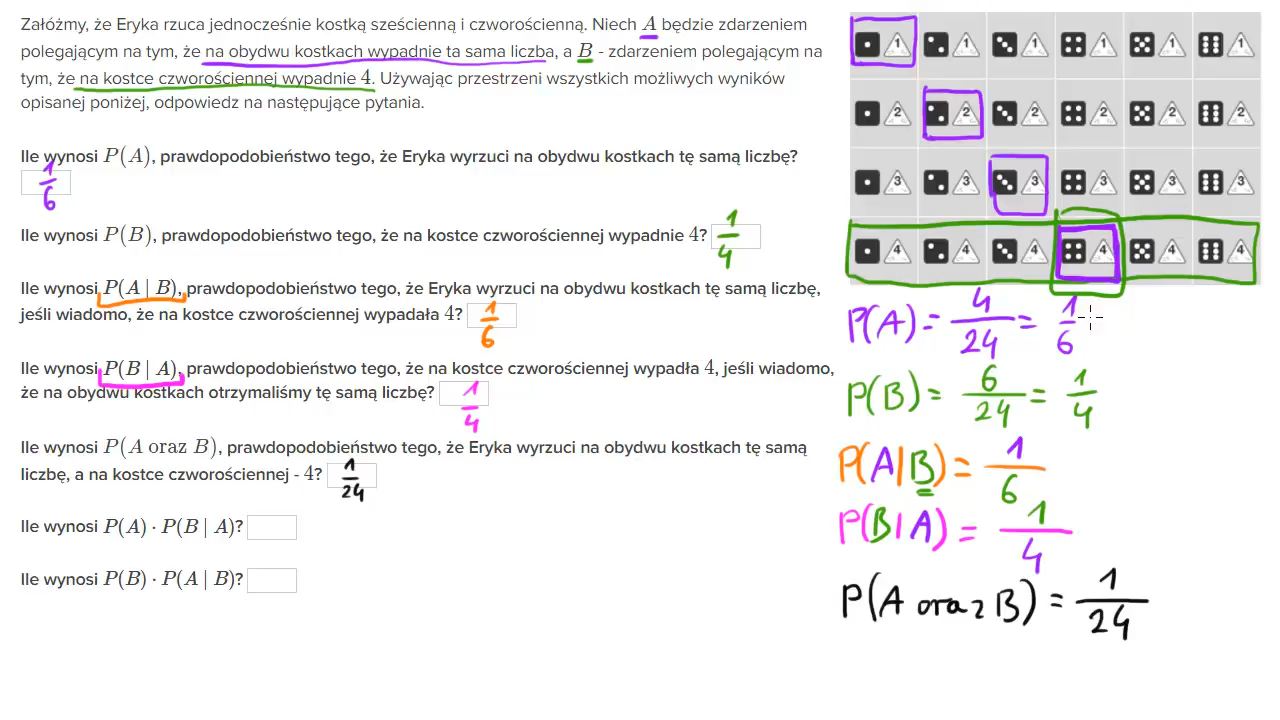 Załóżmy, że Eryka rzuca jednocześnie kostką sześcienną i czworościenną. Niech A będzie zdarzeniem
polegającym na tym, że na obydwu kostkach wypadnie ta sama liczba, a B - zdarzeniem polegającym na
tym, że na kostce czworościennej wypadnie 4. Używając przestrzeni wszystkich możliwych wyników
opisanej poniżej, odpowiedz na następujące pytania.
Ile wynosi P(A), prawdopodobieństwo tego, że Eryka wyrzuci na obydwu kostkach tę samą liczbę?
1/6
Ile wynosi P(B), prawdopodobieństwo tego, że na kostce czworościennej wypadnie 4? 1/4
Ile wynosi P(A | B), prawdopodobieństwo tego, że Eryka wyrzuci na obydwu kostkach tę samą liczbę,
jeśli wiadomo, że na kostce czworościennej wypadała 4? 1/6
Ile wynosi P(B | A), prawdopodobieństwo tego, że na kostce czworościennej wypadła 4, jeśli wiadomo,
że na obydwu kostkach otrzymaliśmy tę samą liczbę? 1/4
Ile wynosi P(A oraz B), prawdopodobieństwo tego, że Eryka wyrzuci na obydwu kostkach tę samą
liczbę, a na kostce czworościennej - 4? 1/24
Ile wynosi P(A) · P(B | A)?
Ile wynosi P(B) · P(A | B)?
1 1 1 1 1 1
2 2 2 2 2 2
3 3 3 3 3 3
4 4 4 4 4 4
P(A) = 4/24 = 1/6
P(B) = 6/24 = 1/4
P(A|B) = 1/6
P(B|A) = 1/4
P(A oraz B) = 1/24